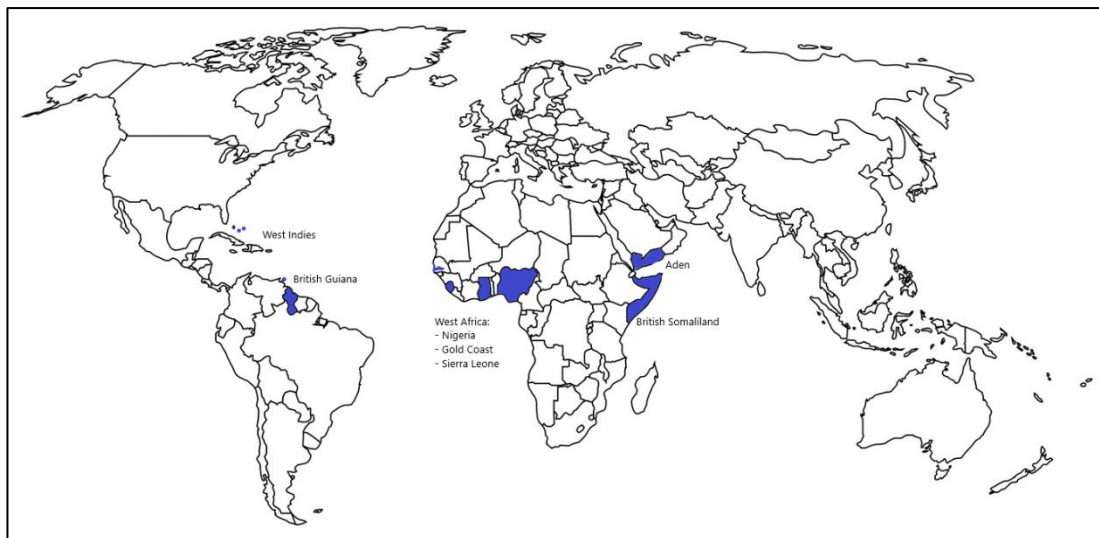 West Indies
British Guiana
Aden
British Somaliland
West Africa:
- Nigeria
- Gold Coast
- Sierra Leone